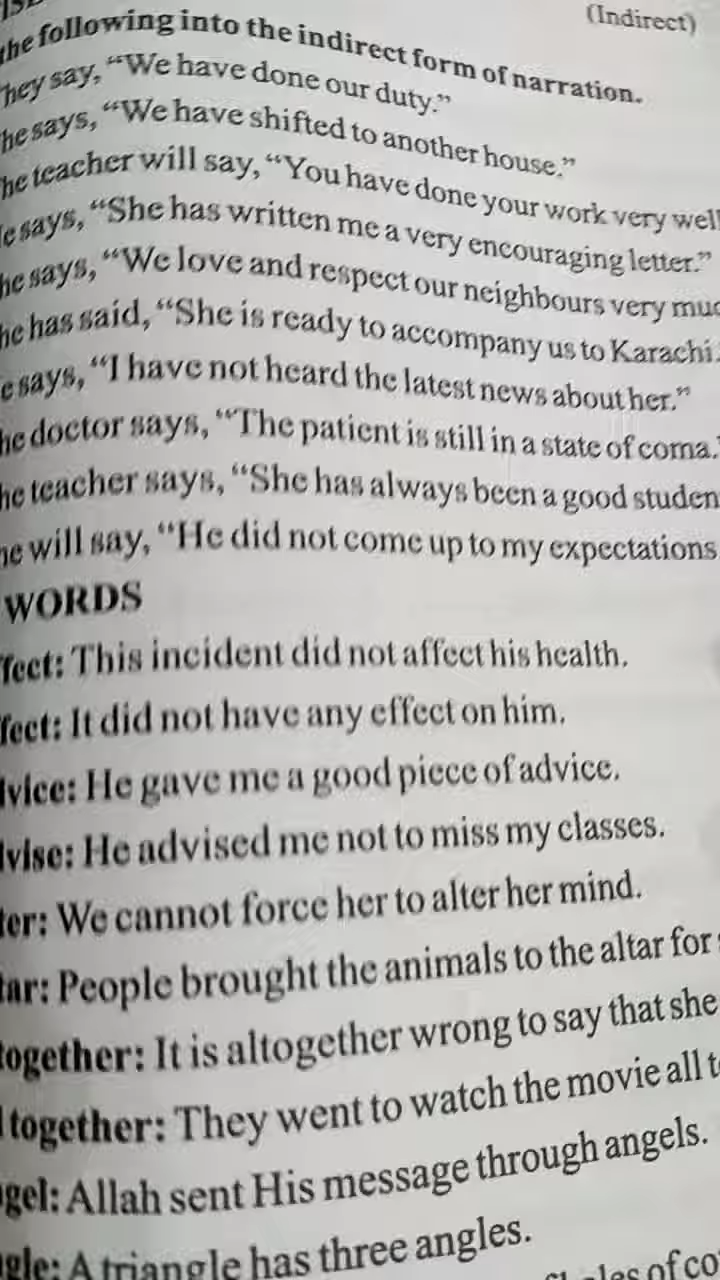 (Indirect)
the following into the indirect form of narration.
hey say, “We have done our duty.”
he says, “We have shifted to another house.”
he teacher will say, “You have done your work very well
e says, “She has written me a very encouraging letter.”
he says, “We love and respect our neighbours very muc
he has said, “She is ready to accompany us to Karachi.
e says, “I have not heard the latest news about her.”
he doctor says, “The patient is still in a state of coma.”
he teacher says, “She has always been a good studen
he will say, “He did not come up to my expectations
WORDS
ffect: This incident did not affect his health.
ffect: It did not have any effect on him.
dvice: He gave me a good piece of advice.
dvise: He advised me not to miss my classes.
ter: We cannot force her to alter her mind.
tar: People brought the animals to the altar for
together: It is altogether wrong to say that she
l together: They went to watch the movie all t
gel: Allah sent His message through angels.
gle: A triangle has three angles.
of co